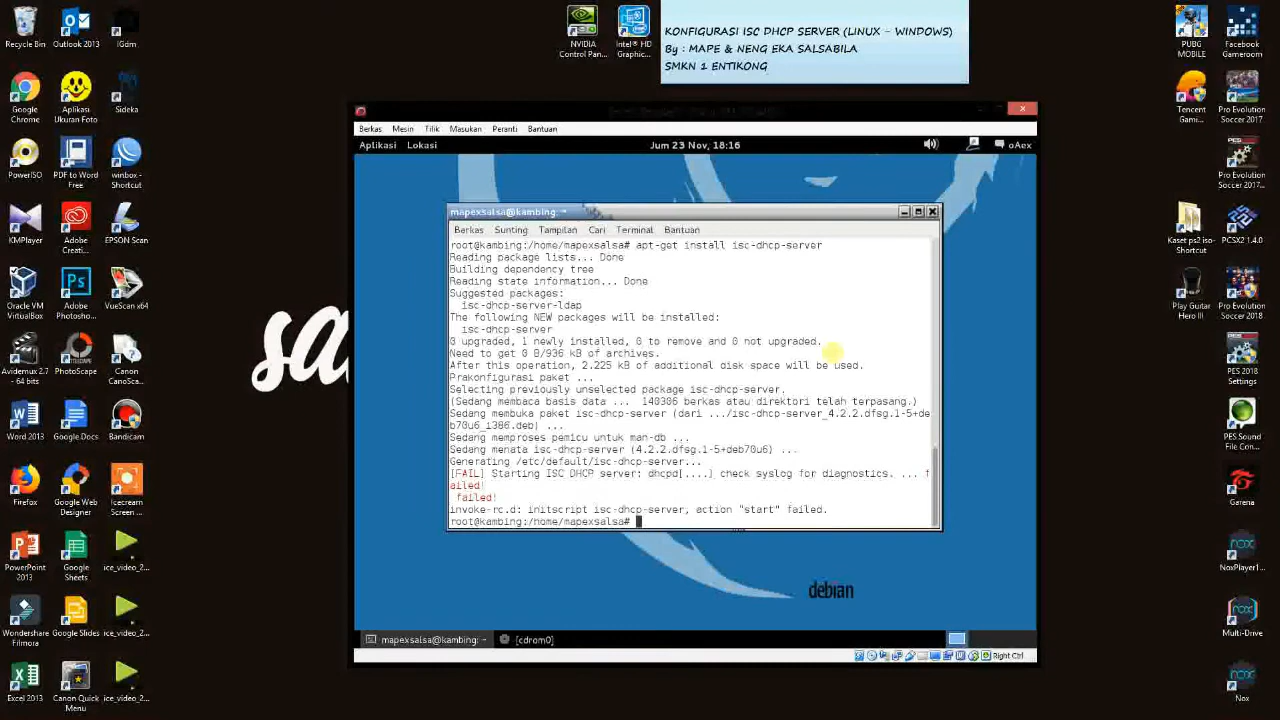 Recycle Bin
Outlook 2013
IGdm
NVIDIA Control Pan...
Intel® HD Graphic...
KONFIGURASI ISC DHCP SERVER (LINUX - WINDOWS)
By : MAPE & NENG EKA SALSABILA
SMKN 1 ENTIKONG
PUBG MOBILE
Facebook Gameroom
Google Chrome
Aplikasi Ukuran Foto
Sideka
Tencent Gami...
Pro Evolution Soccer 2017
Berkas Mesin Tilik Masukan Peranti Bantuan
Aplikasi Lokasi
Jum 23 Nov, 18:16
oAex
PowerISO
PDF to Word Free
winbox - Shortcut
Pro Evolution Soccer 2017...
mapexsalsa@kambing: ~
Berkas Sunting Tampilan Cari Terminal Bantuan
root@kambing:/home/mapexsalsa# apt-get install isc-dhcp-server
Reading package lists... Done
Building dependency tree
Reading state information... Done
Suggested packages:
isc-dhcp-server-ldap
The following NEW packages will be installed:
isc-dhcp-server
0 upgraded, 1 newly installed, 0 to remove and 0 not upgraded.
Need to get 0 B/936 kB of archives.
After this operation, 2.225 kB of additional disk space will be used.
Prakonfigurasi paket ...
Selecting previously unselected package isc-dhcp-server.
(Sedang membaca basis data ... 140306 berkas atau direktori telah terpasang.)
Sedang membuka paket isc-dhcp-server (dari .../isc-dhcp-server_4.2.2.dfsg.1-5+de
b70u6_i386.deb) ...
Sedang memproses pemicu untuk man-db ...
Sedang menata isc-dhcp-server (4.2.2.dfsg.1-5+deb70u6) ...
Generating /etc/default/isc-dhcp-server...
[FAIL] Starting ISC DHCP server: dhcpd[....] check syslog for diagnostics. ... f
ailed!
failed!
invoke-rc.d: initscript isc-dhcp-server, action "start" failed.
root@kambing:/home/mapexsalsa#
KMPlayer
Adobe Creati...
EPSON Scan
Kaset ps2 iso- Shortcut
PCSX2 1.4.0
Oracle VM VirtualBox
Adobe Photosho...
VueScan x64
Play Guitar Hero III
Pro Evolution Soccer 2018
sa
Avidemux 2.7 - 64 bits
PhotoScape
Canon CanoSca...
PES 2018 Settings
Word 2013
Google Docs
Bandicam
PES Sound File Con...
Firefox
Google Web Designer
Icecream Screen ...
Garena
PowerPoint 2013
Google Sheets
ice_video_2...
NoxPlayer1...
debian
Wondershare Filmora
Google Slides
ice_video_2...
Multi-Drive
mapexsalsa@kambing: ~
[cdrom0]
Right Ctrl
Excel 2013
Canon Quick Menu
ice_video_2...
Nox